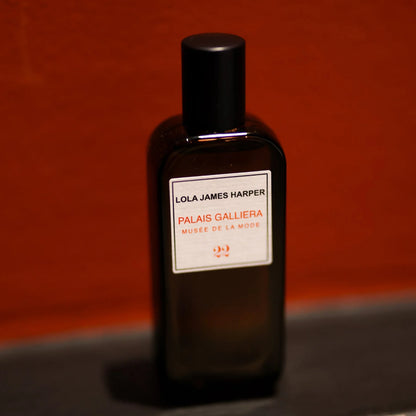 LOLA JAMES HARPER
PALAIS GALLIERA
MUSÉE DE LA MODE
22